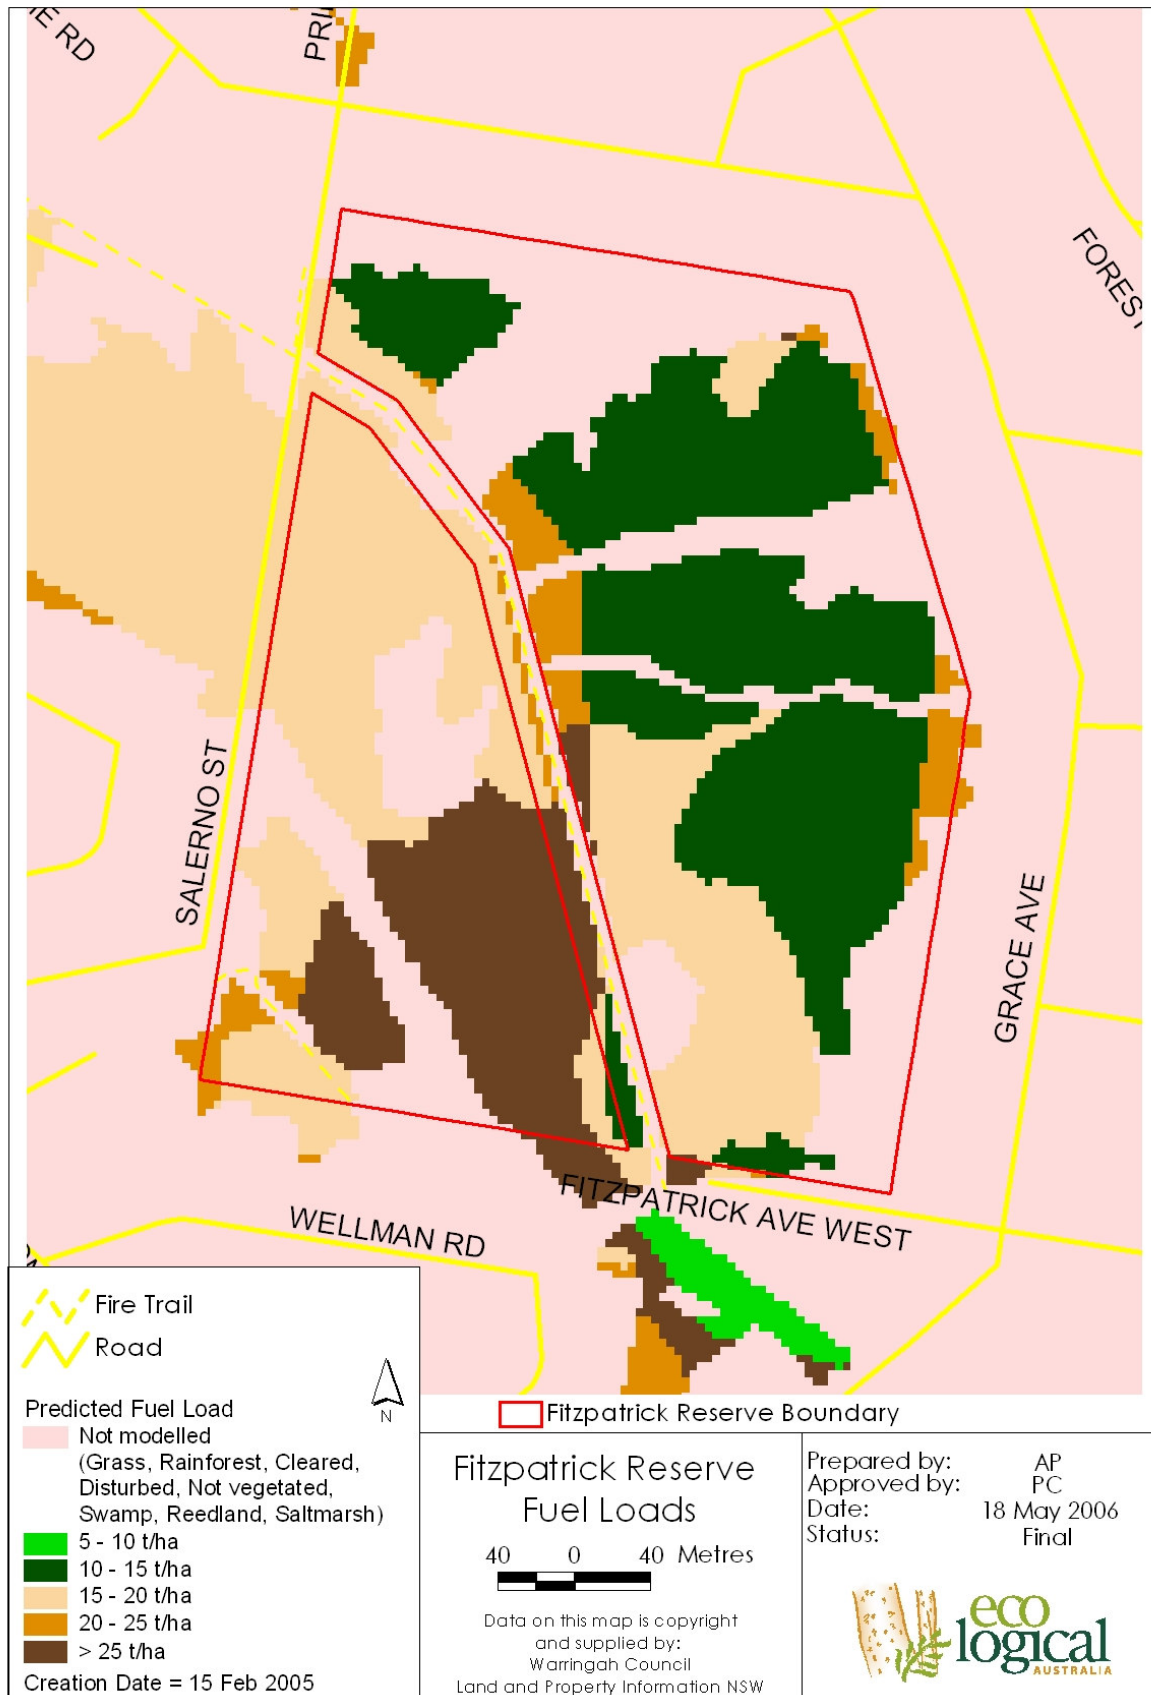 IE RD
PRI
FOREST
SALERNO ST
GRACE AVE
FITZPATRICK AVE WEST
WELLMAN RD
Fire Trail
Road
N
Predicted Fuel Load
Not modelled
(Grass, Rainforest, Cleared,
Disturbed, Not vegetated,
Swamp, Reedland, Saltmarsh)
5 - 10 t/ha
10 - 15 t/ha
15 - 20 t/ha
20 - 25 t/ha
> 25 t/ha
Creation Date = 15 Feb 2005
Fitzpatrick Reserve Boundary
Fitzpatrick Reserve
Fuel Loads
40 0 40 Metres
Data on this map is copyright
and supplied by:
Warringah Council
Land and Property Information NSW
Prepared by: AP
Approved by: PC
Date: 18 May 2006
Status: Final
eco
logical
AUSTRALIA